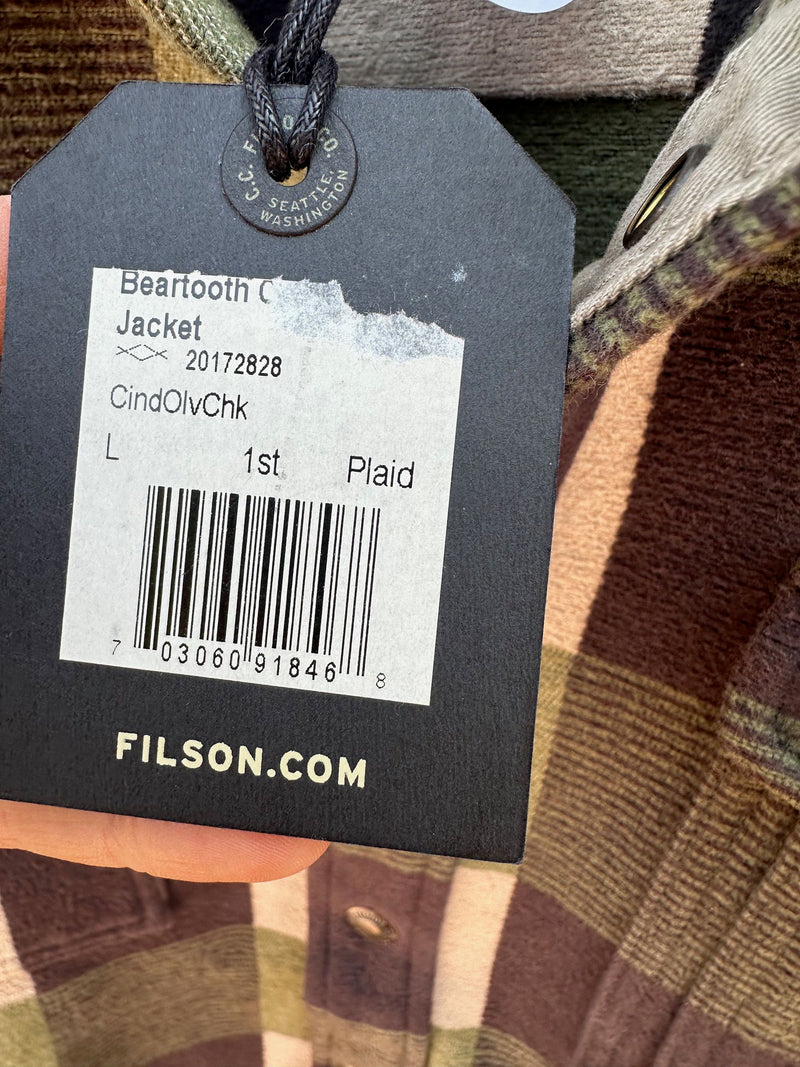 C.C. FILSON CO.
SEATTLE,
WASHINGTON
Beartooth
Jacket
20172828
CindOlvChk
L 1st Plaid
7 03060 91846 8
FILSON.COM